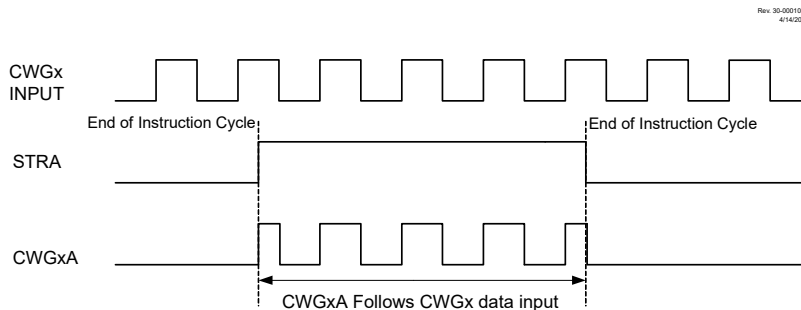 Rev. 30-00010
4/14/20
CWGx
INPUT
End of Instruction Cycle
End of Instruction Cycle
STRA
CWGxA
CWGxA Follows CWGx data input